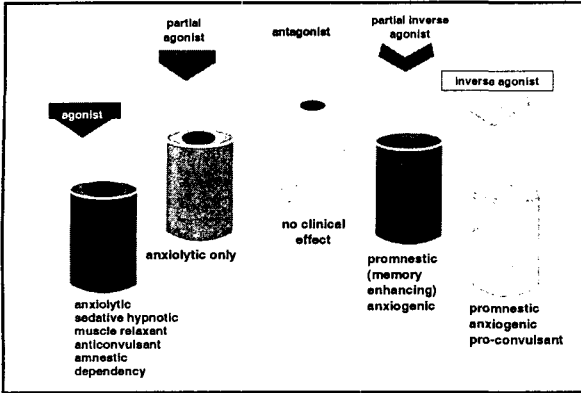 partial
agonist
antagonist
partial inverse
agonist
inverse agonist
agonist
anxiolytic only
no clinical
effect
promnestic
(memory
enhancing)
anxiogenic
anxiolytic
sedative hypnotic
muscle relaxant
anticonvulsant
amnestic
dependency
promnestic
anxiogenic
pro-convulsant